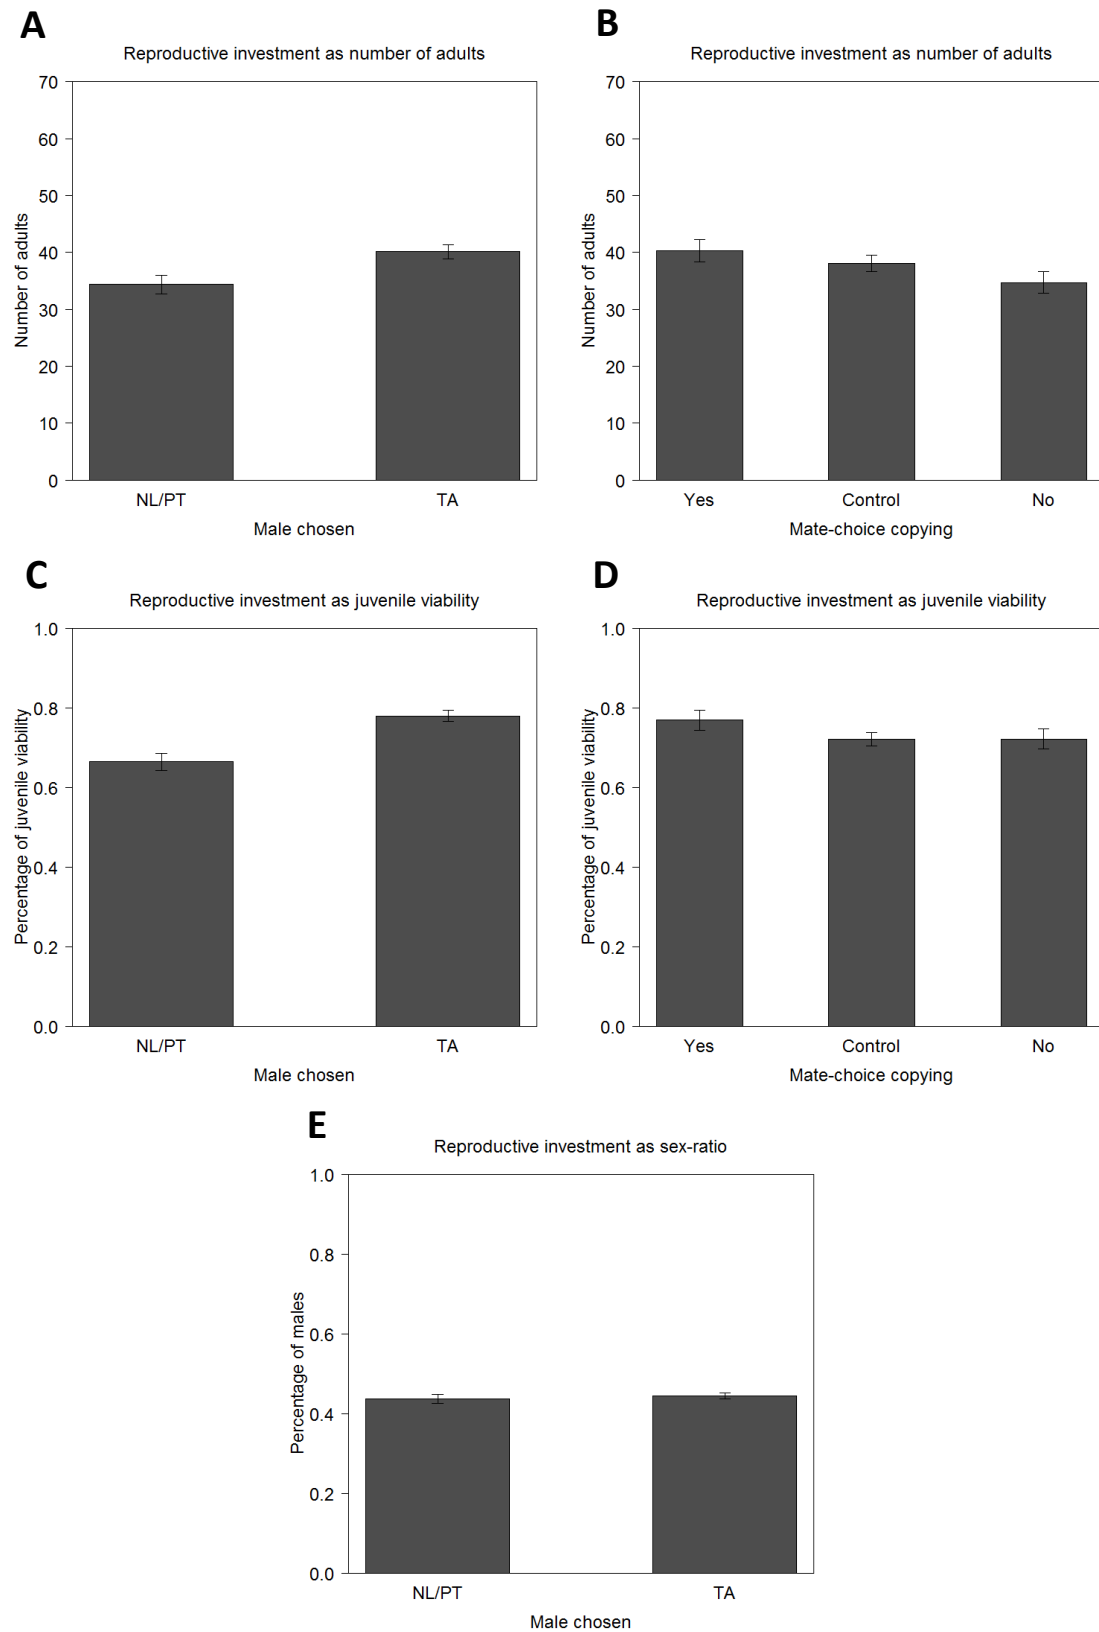 A
Reproductive investment as number of adults
70
60
50
40
30
20
10
0
Number of adults
NL/PT
TA
Male chosen
B
Reproductive investment as number of adults
70
60
50
40
30
20
10
0
Number of adults
Yes
Control
No
Mate-choice copying
C
Reproductive investment as juvenile viability
1.0
0.8
0.6
0.4
0.2
0.0
Percentage of juvenile viability
NL/PT
TA
Male chosen
D
Reproductive investment as juvenile viability
1.0
0.8
0.6
0.4
0.2
0.0
Percentage of juvenile viability
Yes
Control
No
Mate-choice copying
E
Reproductive investment as sex-ratio
1.0
0.8
0.6
0.4
0.2
0.0
Percentage of males
NL/PT
TA
Male chosen